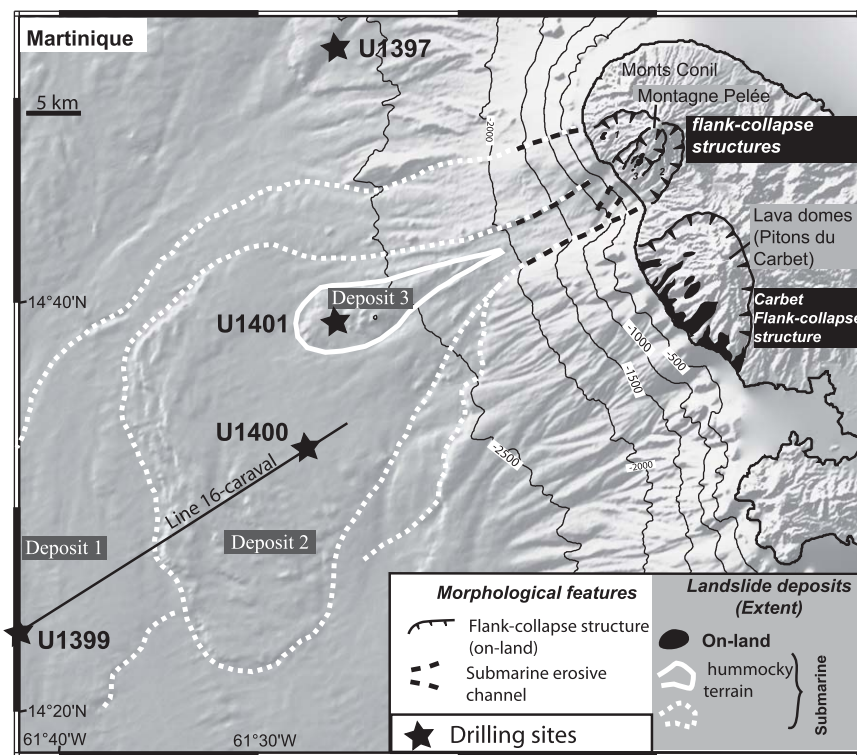 Martinique
U1397
5 km
Monts Conil
Montagne Pelée
flank-collapse
structures
-2000
3
2
Lava domes
(Pitons du
Carbet)
14°40'N
Deposit 3
U1401
Carbet
Flank-collapse
structure
-1000
-500
-1500
U1400
-2500
-2000
Line 16-caraval
Deposit 1
Deposit 2
U1399
Morphological features
Flank-collapse structure
(on-land)
Submarine erosive
channel
Drilling sites
Landslide deposits
(Extent)
On-land
hummocky
terrain
Submarine
14°20'N
61°40'W
61°30'W